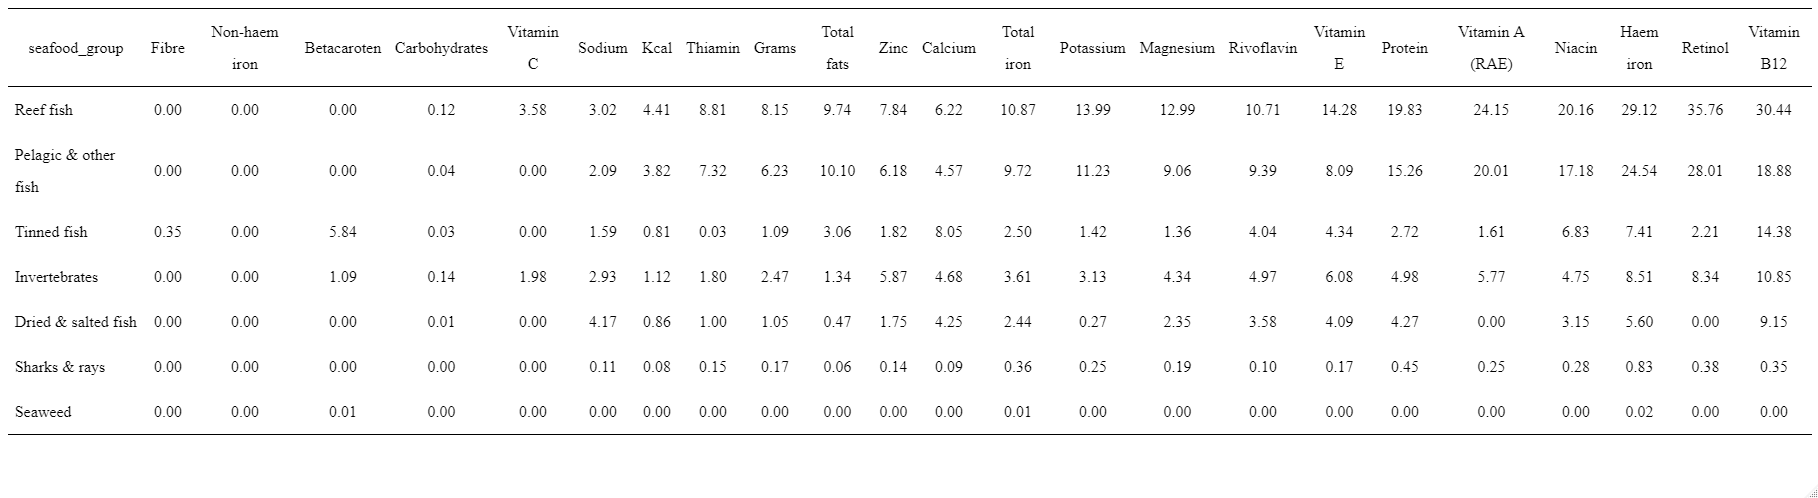 seafood_group Fibre Non-haem iron Betacaroten Carbohydrates Vitamin C Sodium Kcal Thiamin Grams Total fats Zinc Calcium Total iron Potassium Magnesium Rivoflavin Vitamin E Protein Vitamin A (RAE) Niacin Haem iron Retinol Vitamin B12
Reef fish 0.00 0.00 0.00 0.12 3.58 3.02 4.41 8.81 8.15 9.74 7.84 6.22 10.87 13.99 12.99 10.71 14.28 19.83 24.15 20.16 29.12 35.76 30.44
Pelagic & other fish 0.00 0.00 0.00 0.04 0.00 2.09 3.82 7.32 6.23 10.10 6.18 4.57 9.72 11.23 9.06 9.39 8.09 15.26 20.01 17.18 24.54 28.01 18.88
Tinned fish 0.35 0.00 5.84 0.03 0.00 1.59 0.81 0.03 1.09 3.06 1.82 8.05 2.50 1.42 1.36 4.04 4.34 2.72 1.61 6.83 7.41 2.21 14.38
Invertebrates 0.00 0.00 1.09 0.14 1.98 2.93 1.12 1.80 2.47 1.34 5.87 4.68 3.61 3.13 4.34 4.97 6.08 4.98 5.77 4.75 8.51 8.34 10.85
Dried & salted fish 0.00 0.00 0.00 0.01 0.00 4.17 0.86 1.00 1.05 0.47 1.75 4.25 2.44 0.27 2.35 3.58 4.09 4.27 0.00 3.15 5.60 0.00 9.15
Sharks & rays 0.00 0.00 0.00 0.00 0.00 0.11 0.08 0.15 0.17 0.06 0.14 0.09 0.36 0.25 0.19 0.10 0.17 0.45 0.25 0.28 0.83 0.38 0.35
Seaweed 0.00 0.00 0.01 0.00 0.00 0.00 0.00 0.00 0.00 0.00 0.00 0.00 0.01 0.00 0.00 0.00 0.00 0.00 0.00 0.00 0.02 0.00 0.00